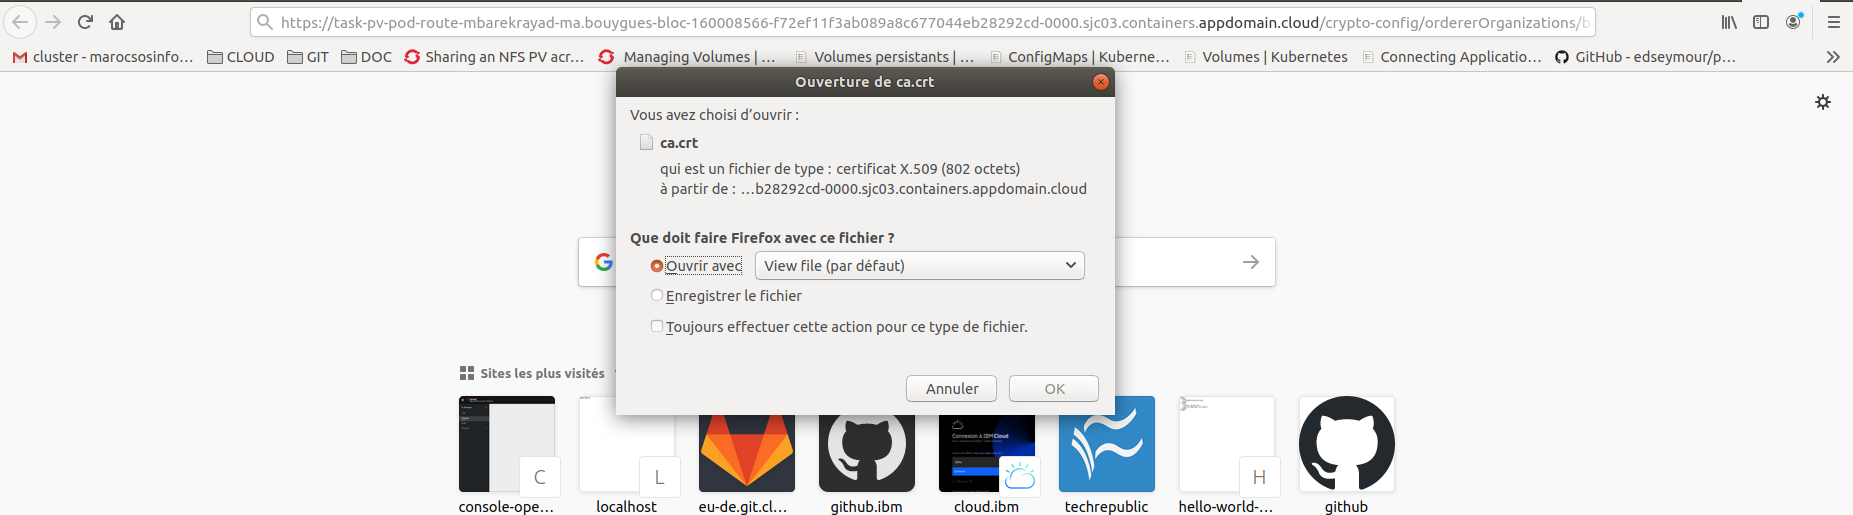 https://task-pv-pod-route-mbarekrayad-ma.bouygues-bloc-160008566-f72ef11f3ab089a8c677044eb28292cd-0000.sjc03.containers.appdomain.cloud/crypto-config/ordererOrganizations/b
cluster - marocsosinfo… CLOUD GIT DOC Sharing an NFS PV acr… Managing Volumes | … Volumes persistants | … ConfigMaps | Kuberne… Volumes | Kubernetes Connecting Applicatio… GitHub - edseymour/p…
Ouverture de ca.crt
Vous avez choisi d’ouvrir :
ca.crt
qui est un fichier de type : certificat X.509 (802 octets)
à partir de : …b28292cd-0000.sjc03.containers.appdomain.cloud
Que doit faire Firefox avec ce fichier ?
Ouvrir avec View file (par défaut)
Enregistrer le fichier
Toujours effectuer cette action pour ce type de fichier.
Sites les plus visités
Annuler OK
Connexion à IBM Cloud
C L H
console-ope… localhost eu-de.git.cl… github.ibm cloud.ibm techrepublic hello-world-… github